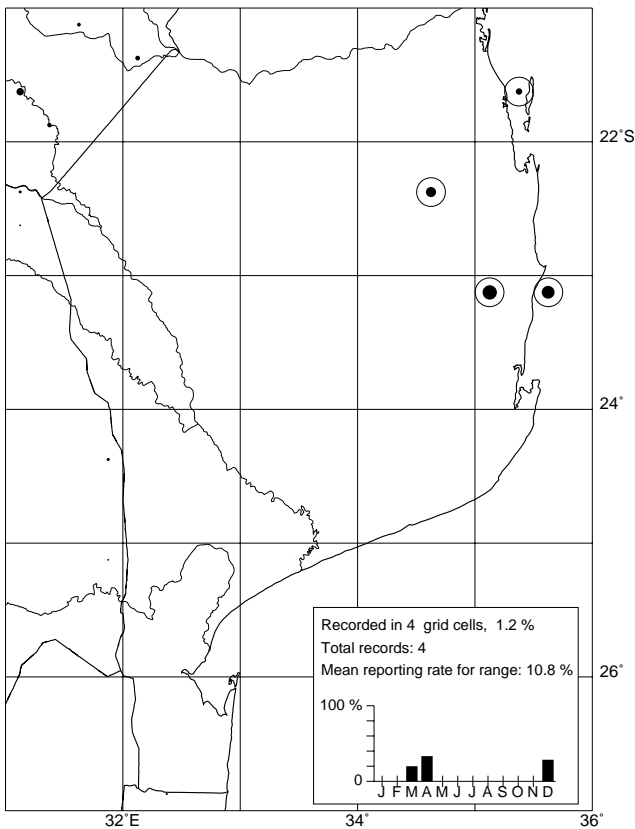 22˚S
24˚
Recorded in 4 grid cells, 1.2 %
Total records: 4
Mean reporting rate for range: 10.8 %
26˚
100 %
0
J F M A M J J A S O N D
32˚E 34˚ 36˚